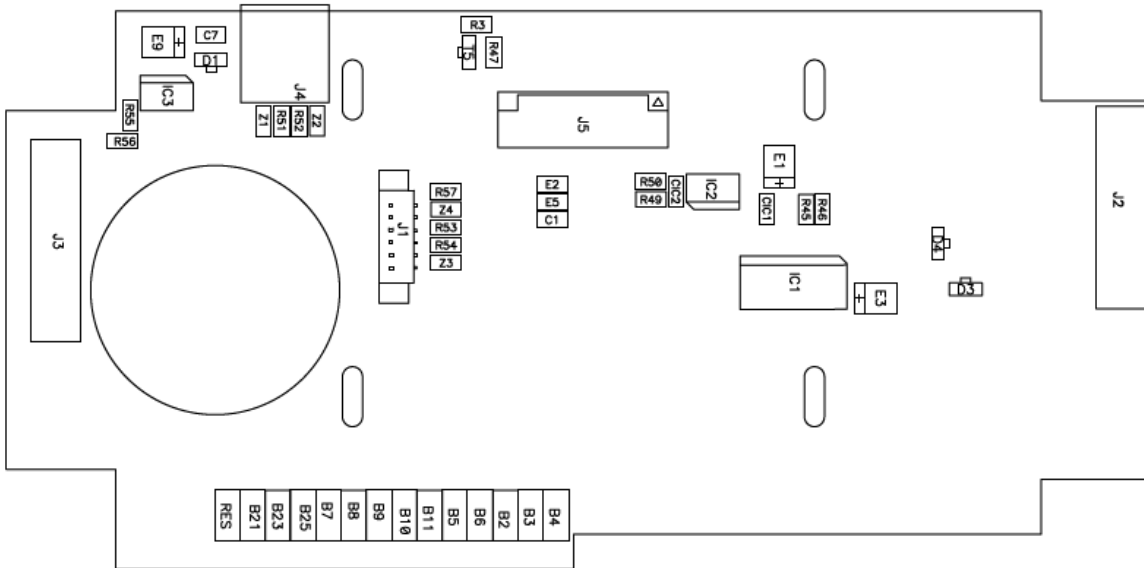 R3
E9
C7
T5
R47
D1
J4
IC3
R55
Z1
R51
R52
Z2
R56
J5
E1
R57
E2
R50
CIC2
IC2
Z4
E5
R49
CIC1
R45
R46
J3
J1
R53
C1
J2
R54
D4
Z3
IC1
E3
D3
RES
B21
B23
B25
B7
B8
B9
B10
B11
B5
B6
B2
B3
B4